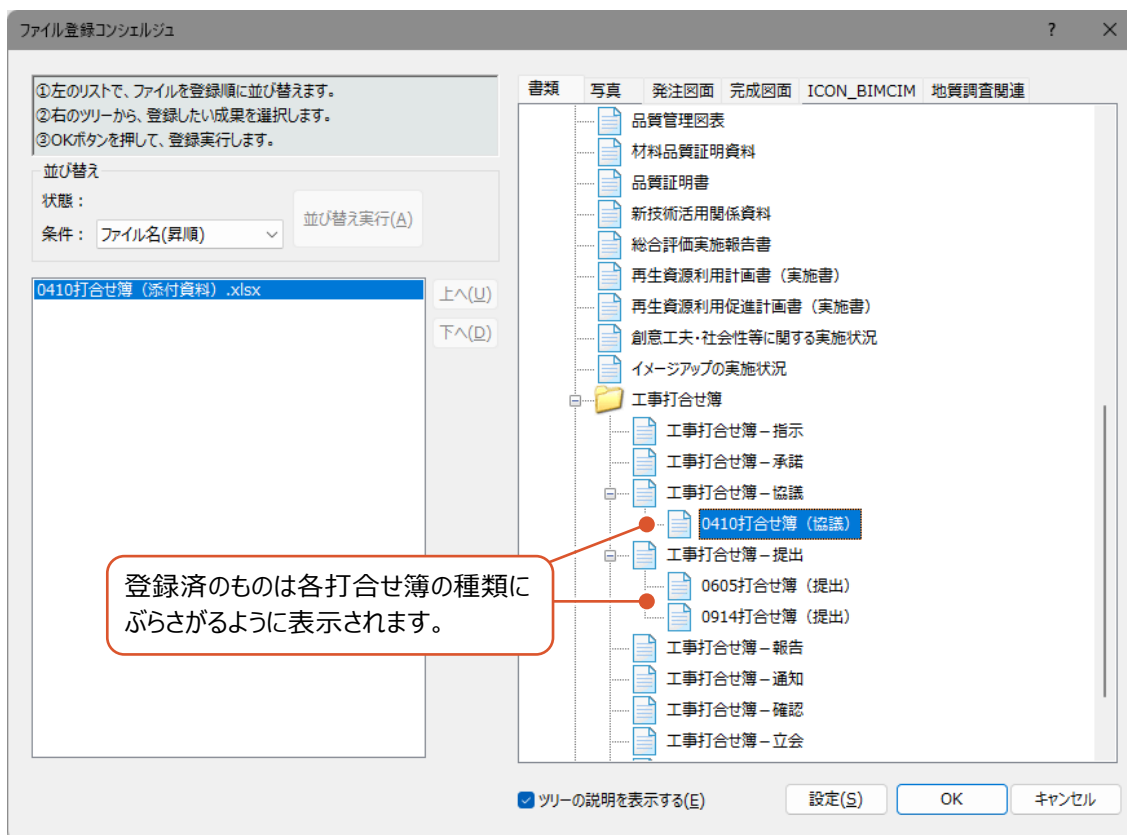 ファイル登録コンシェルジュ
?
①左のリストで、ファイルを登録順に並び替えます。
②右のツリーから、登録したい成果を選択します。
③OKボタンを押して、登録実行します。
並び替え
状態：
条件： ファイル名(昇順)
並び替え実行(A)
0410打合せ簿（添付資料）.xlsx
上へ(U)
下へ(D)
書類 写真 発注図面 完成図面 ICON_BIMCIM 地質調査関連
品質管理図表
材料品質証明資料
品質証明書
新技術活用関係資料
総合評価実施報告書
再生資源利用計画書（実施書）
再生資源利用促進計画書（実施書）
創意工夫・社会性等に関する実施状況
イメージアップの実施状況
工事打合せ簿
工事打合せ簿－指示
工事打合せ簿－承諾
工事打合せ簿－協議
0410打合せ簿（協議）
工事打合せ簿－提出
0605打合せ簿（提出）
0914打合せ簿（提出）
工事打合せ簿－報告
工事打合せ簿－通知
工事打合せ簿－確認
工事打合せ簿－立会
登録済のものは各打合せ簿の種類に
ぶらさがるように表示されます。
ツリーの説明を表示する(E)
設定(S)
OK
キャンセル